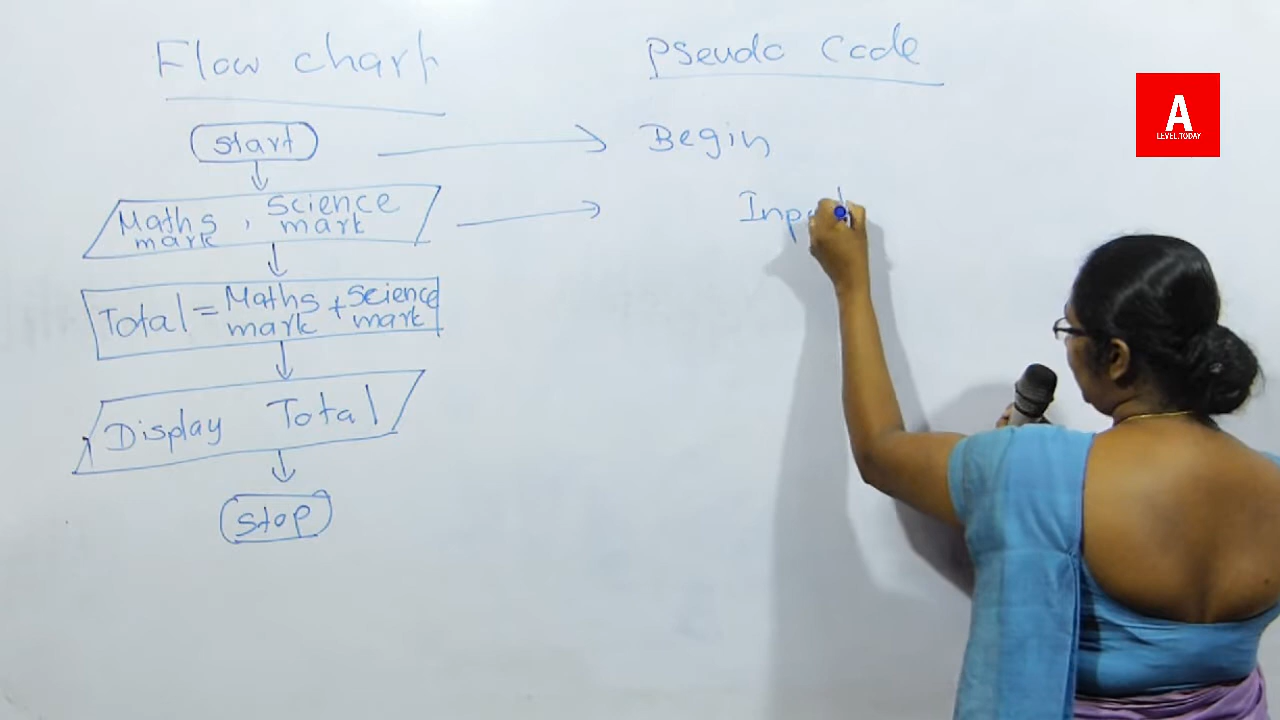 Flow chart
start
Maths mark, Science mark
Total = Maths mark + Science mark
Display Total
Stop
Pseudo Code
Begin
Input
A
LEVEL.TODAY